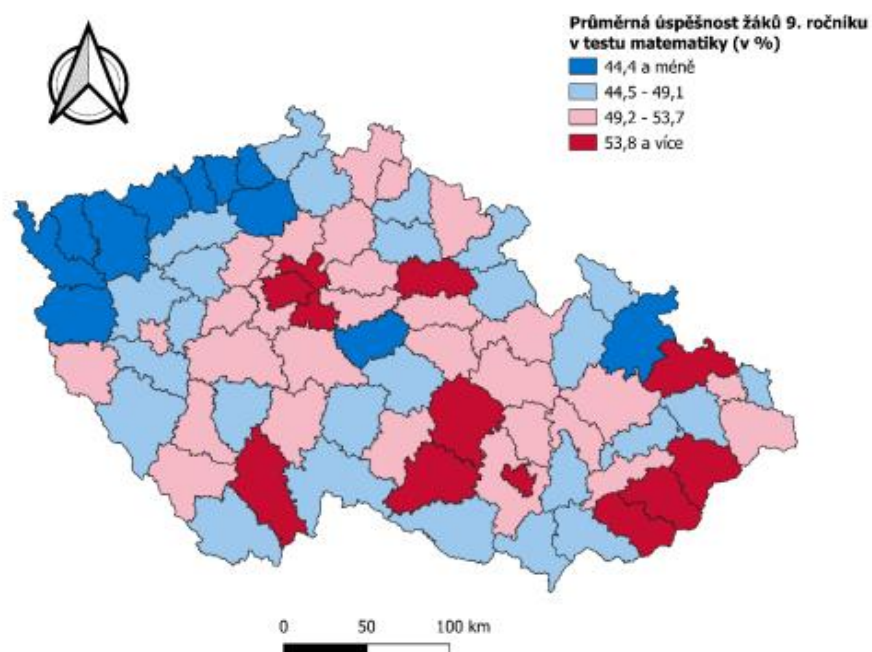 Průměrná úspěšnost žáků 9. ročníku
v testu matematiky (v %)
44,4 a méně
44,5 - 49,1
49,2 - 53,7
53,8 a více
0 50 100 km